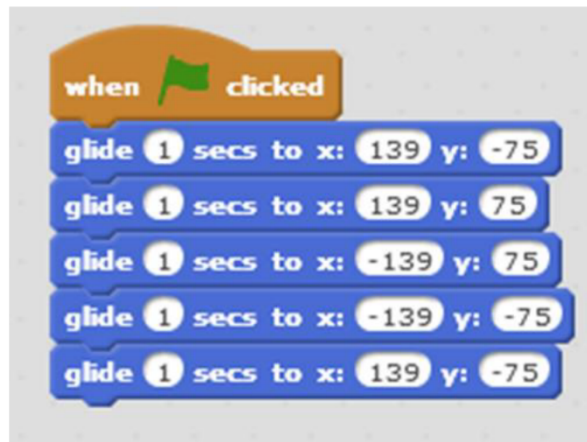 when clicked
glide 1 secs to x: 139 y: -75
glide 1 secs to x: 139 y: 75
glide 1 secs to x: -139 y: 75
glide 1 secs to x: -139 y: -75
glide 1 secs to x: 139 y: -75